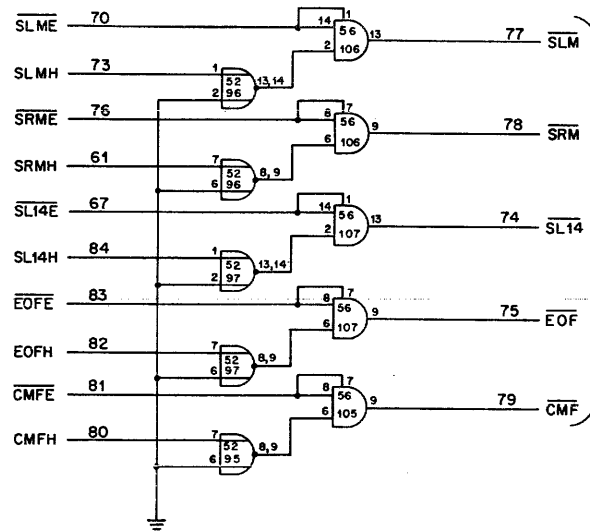 SLME 70 14 1 56 106 2 13 77 SLM
SLMH 73 1 2 52 96 13,14
SRME 76 8 7 56 106 6 9 78 SRM
SRMH 61 7 6 52 96 8,9
SL14E 67 14 1 56 107 2 13 74 SL14
SL14H 84 1 2 52 97 13,14
EOFE 83 8 7 56 107 6 9 75 EOF
EOFH 82 7 6 52 97 8,9
CMFE 81 8 7 56 105 6 9 79 CMF
CMFH 80 7 6 52 95 8,9